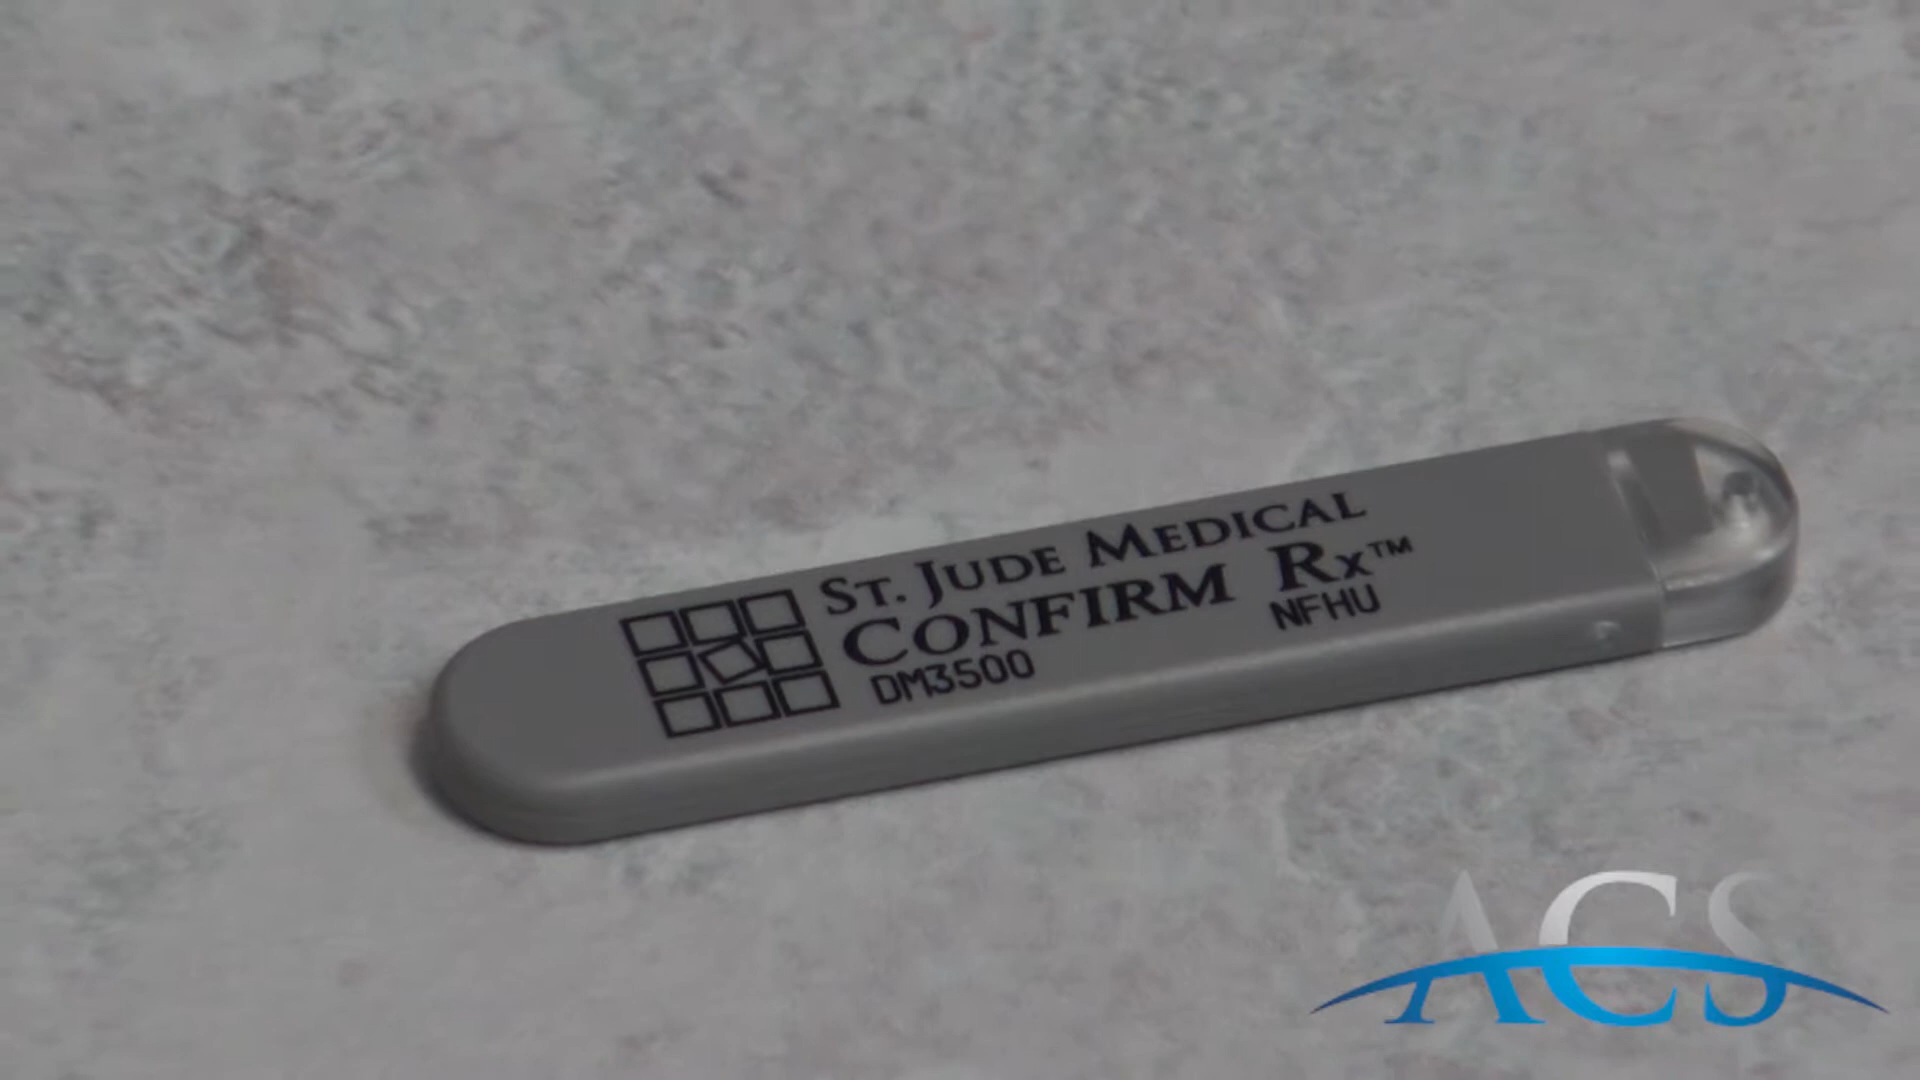 St. Jude Medical
Confirm Rx™
NFHU
DM3500
ACS